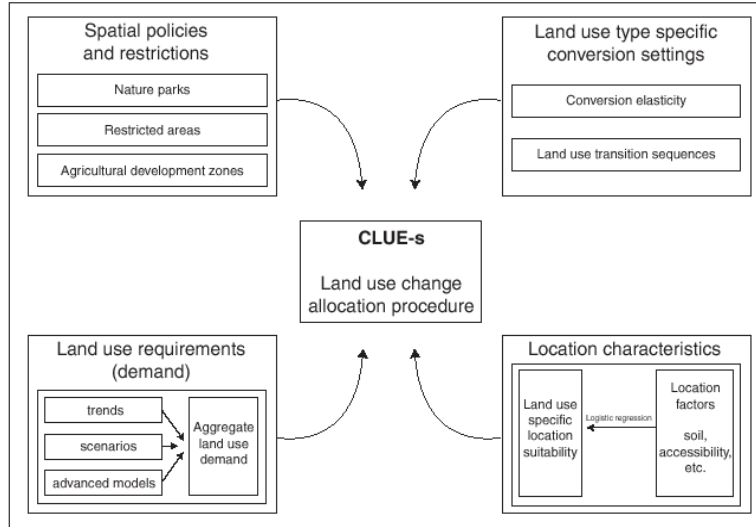 Spatial policies
and restrictions
Nature parks
Restricted areas
Agricultural development zones
Land use type specific
conversion settings
Conversion elasticity
Land use transition sequences
CLUE-s
Land use change
allocation procedure
Land use requirements
(demand)
trends
scenarios
advanced models
Aggregate
land use
demand
Location characteristics
Land use
specific
location
suitability
Logistic regression
Location
factors
soil,
accessibility,
etc.